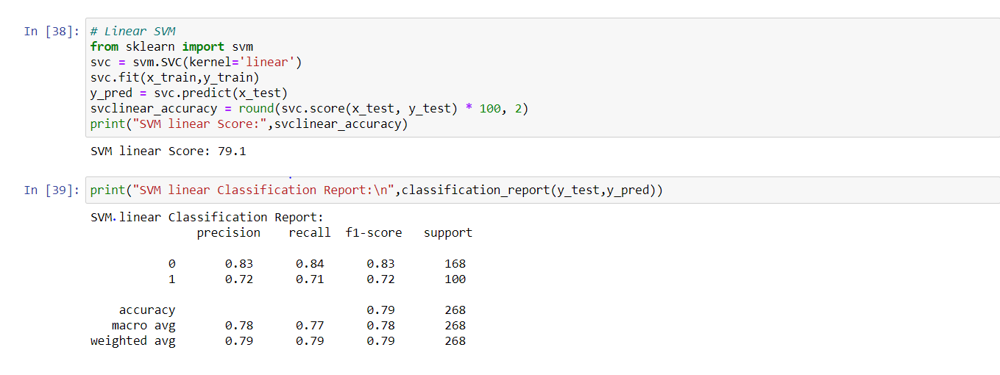 In [38]: # Linear SVM
from sklearn import svm
svc = svm.SVC(kernel='linear')
svc.fit(x_train,y_train)
y_pred = svc.predict(x_test)
svclinear_accuracy = round(svc.score(x_test, y_test) * 100, 2)
print("SVM linear Score:",svclinear_accuracy)
SVM linear Score: 79.1
In [39]: print("SVM linear Classification Report:\n",classification_report(y_test,y_pred))
SVM linear Classification Report:
precision recall f1-score support
0 0.83 0.84 0.83 168
1 0.72 0.71 0.72 100
accuracy 0.79 268
macro avg 0.78 0.77 0.78 268
weighted avg 0.79 0.79 0.79 268